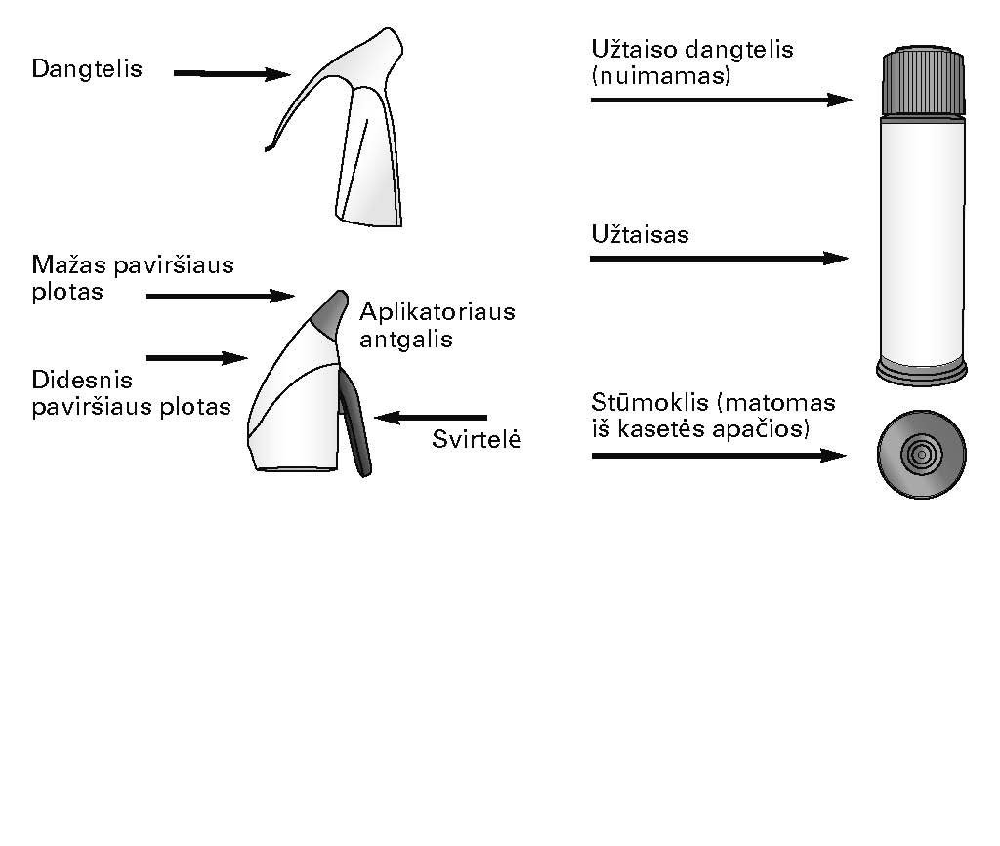 Dangtelis
Mažas paviršiaus
plotas
Aplikatoriaus
antgalis
Didesnis
paviršiaus plotas
Svirtelė
Užtaiso dangtelis
(nuimamas)
Užtaisas
Stūmoklis (matomas
iš kasetės apačios)